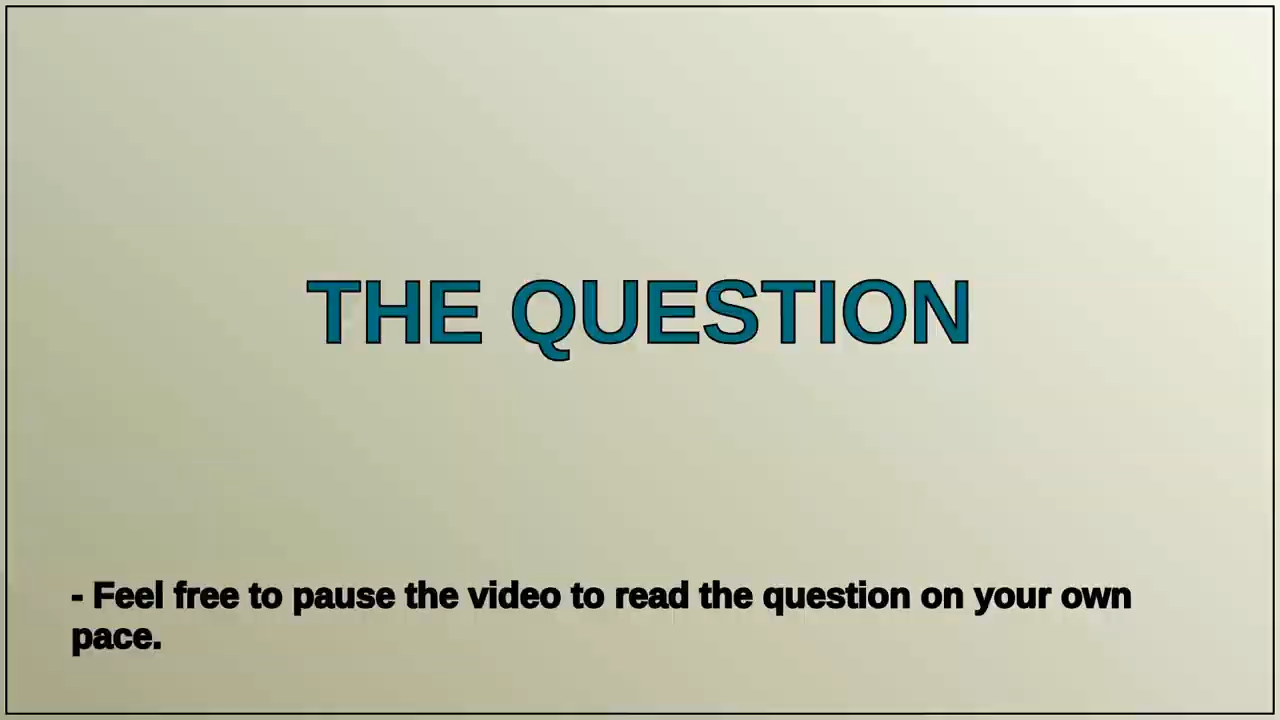 THE QUESTION
- Feel free to pause the video to read the question on your own
pace.